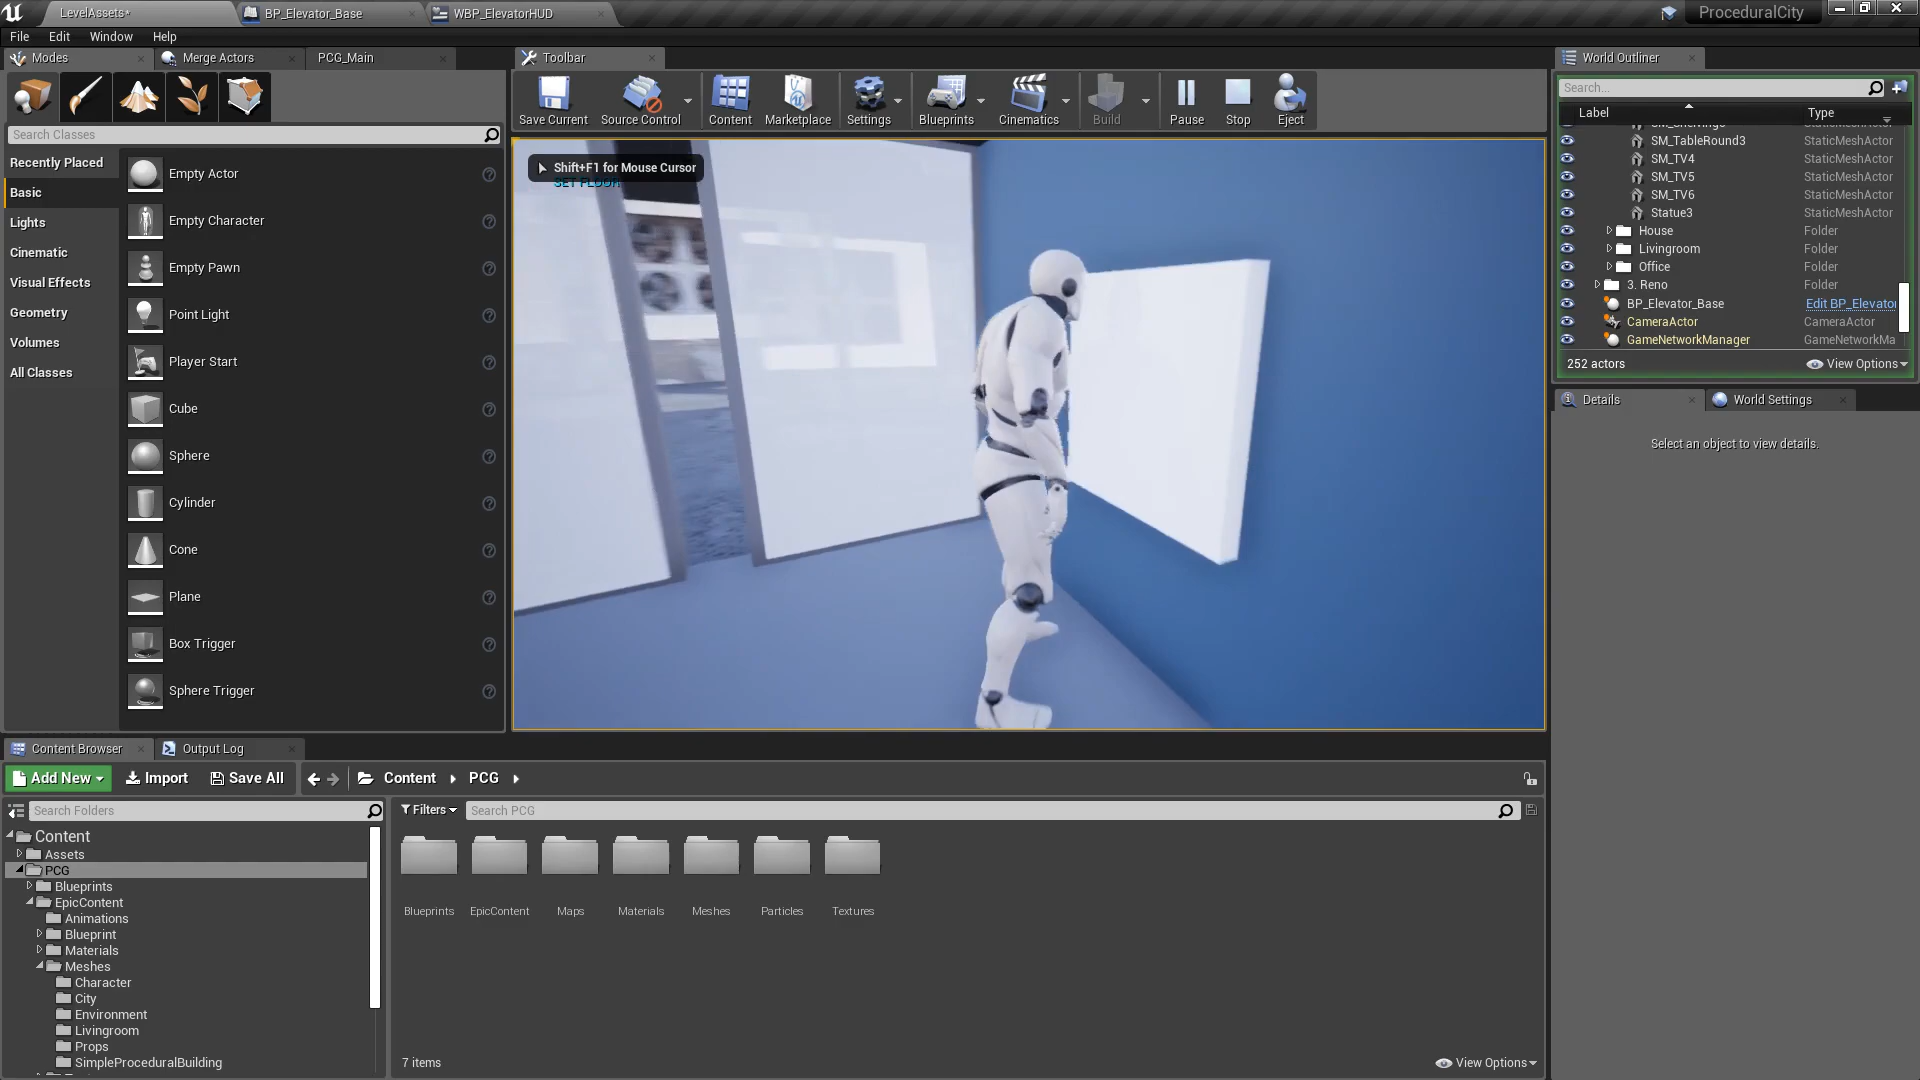 LevelAssets*
BP_Elevator_Base
WBP_ElevatorHUD
ProceduralCity
File
Edit
Window
Help
Modes
Merge Actors
PCG_Main
Toolbar
World Outliner
Save Current
Source Control
Content
Marketplace
Settings
Blueprints
Cinematics
Build
Pause
Stop
Eject
Search Classes
Recently Placed
Basic
Lights
Cinematic
Visual Effects
Geometry
Volumes
All Classes
Empty Actor
Empty Character
Empty Pawn
Point Light
Player Start
Cube
Sphere
Cylinder
Cone
Plane
Box Trigger
Sphere Trigger
Shift+F1 for Mouse Cursor
SET FLOOR
Search...
Label
Type
SM_TableRound3
StaticMeshActor
SM_TV4
StaticMeshActor
SM_TV5
StaticMeshActor
SM_TV6
StaticMeshActor
Statue3
StaticMeshActor
House
Folder
Livingroom
Folder
Office
Folder
3. Reno
Folder
BP_Elevator_Base
Edit BP_Elevator
CameraActor
CameraActor
GameNetworkManager
GameNetworkMa
252 actors
View Options
Details
World Settings
Select an object to view details.
Content Browser
Output Log
Add New
Import
Save All
Content
PCG
Search Folders
Filters
Search PCG
Content
Assets
PCG
Blueprints
EpicContent
Animations
Blueprint
Materials
Meshes
Character
City
Environment
Livingroom
Props
SimpleProceduralBuilding
Blueprints
EpicContent
Maps
Materials
Meshes
Particles
Textures
7 items
View Options